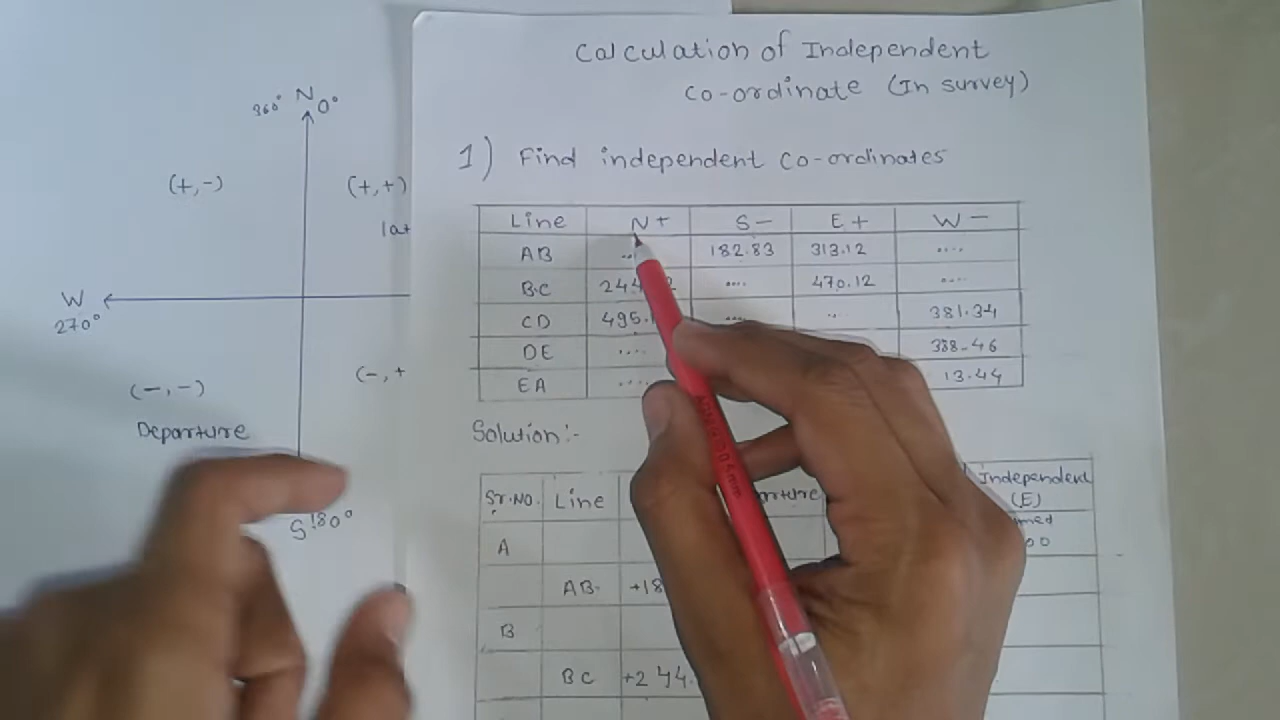 Calculation of Independent
Co-ordinate (In survey)
1) Find independent Co-ordinates
Line N+ S- E+ W-
AB ... 182.83 313.12 ....
BC .... 470.12 ....
CD .... 381.34
DE .... 388-46
EA .... 13.44
Solution:-
Sr.No. Line Independent
(E)
A 00
AB
B
BC +244.
360° N 0°
(+,-) (+,+)
W
270°
(-,-) (-,+
Departure
S 180°